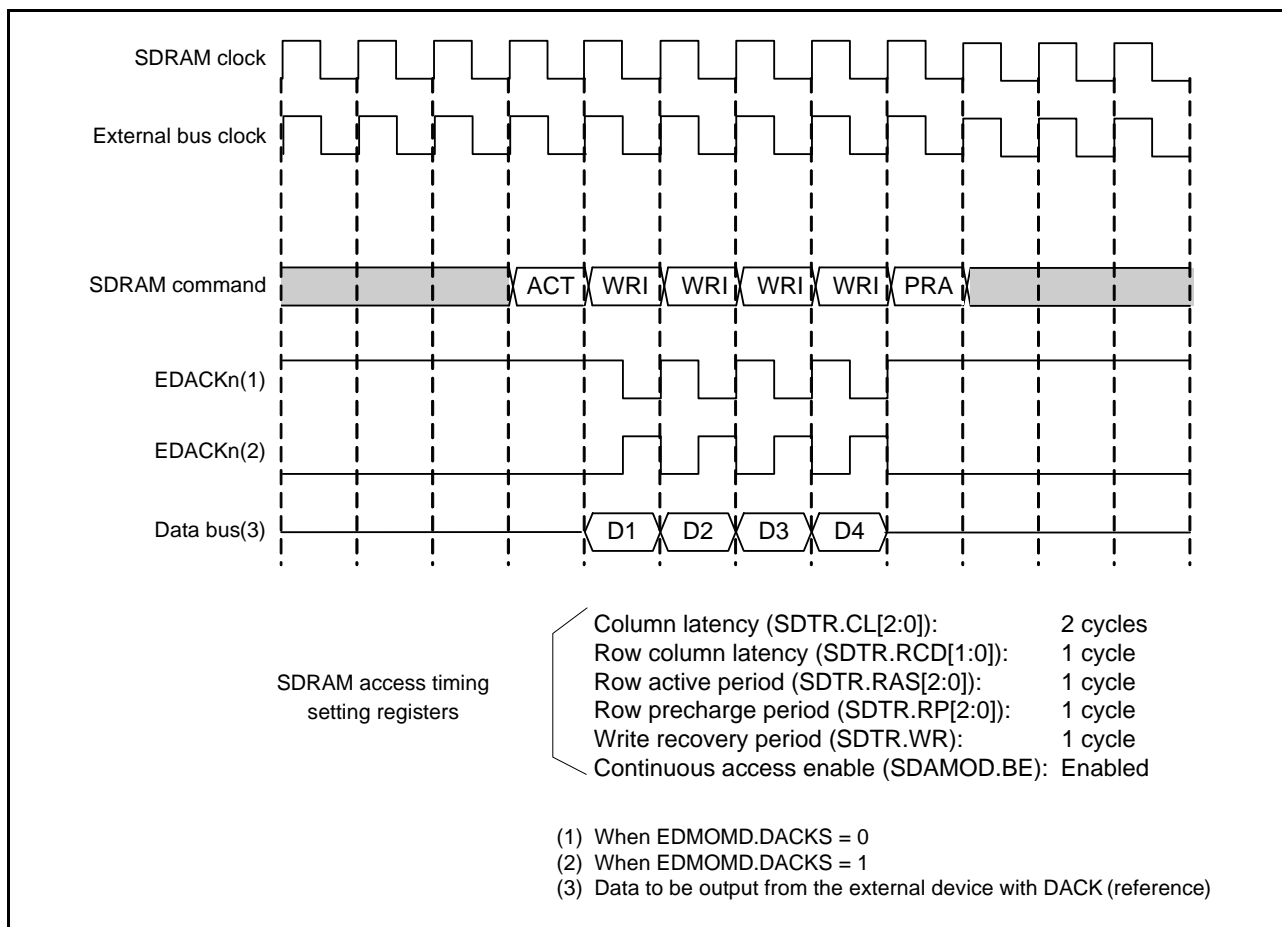 SDRAM clock
External bus clock
SDRAM command
ACT WRI WRI WRI WRI PRA
EDACKn(1)
EDACKn(2)
Data bus(3)
D1 D2 D3 D4
SDRAM access timing
setting registers
Column latency (SDTR.CL[2:0]): 2 cycles
Row column latency (SDTR.RCD[1:0]): 1 cycle
Row active period (SDTR.RAS[2:0]): 1 cycle
Row precharge period (SDTR.RP[2:0]): 1 cycle
Write recovery period (SDTR.WR): 1 cycle
Continuous access enable (SDAMOD.BE): Enabled
(1) When EDMOMD.DACKS = 0
(2) When EDMOMD.DACKS = 1
(3) Data to be output from the external device with DACK (reference)